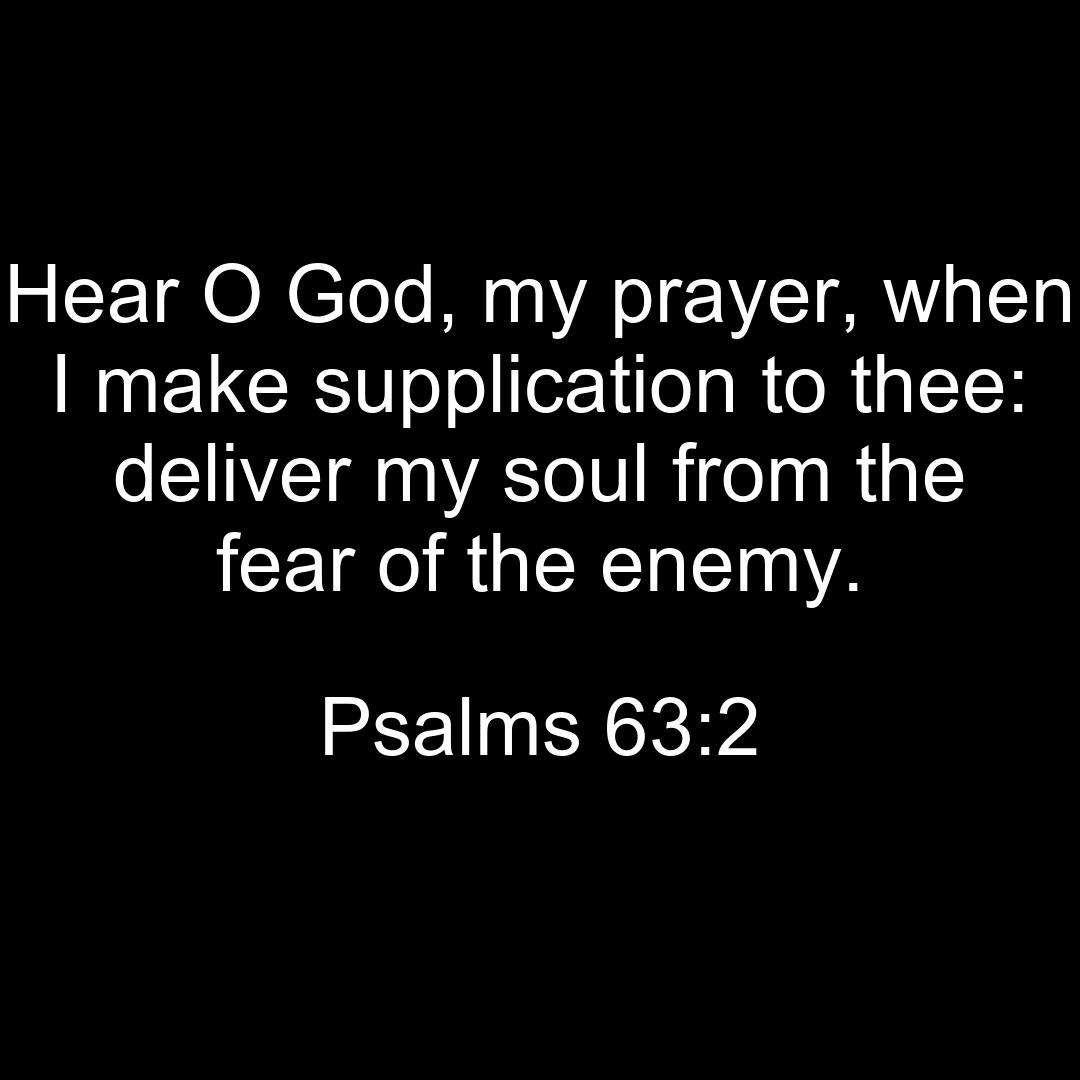 Hear O God, my prayer, when
I make supplication to thee:
deliver my soul from the
fear of the enemy.
Psalms 63:2